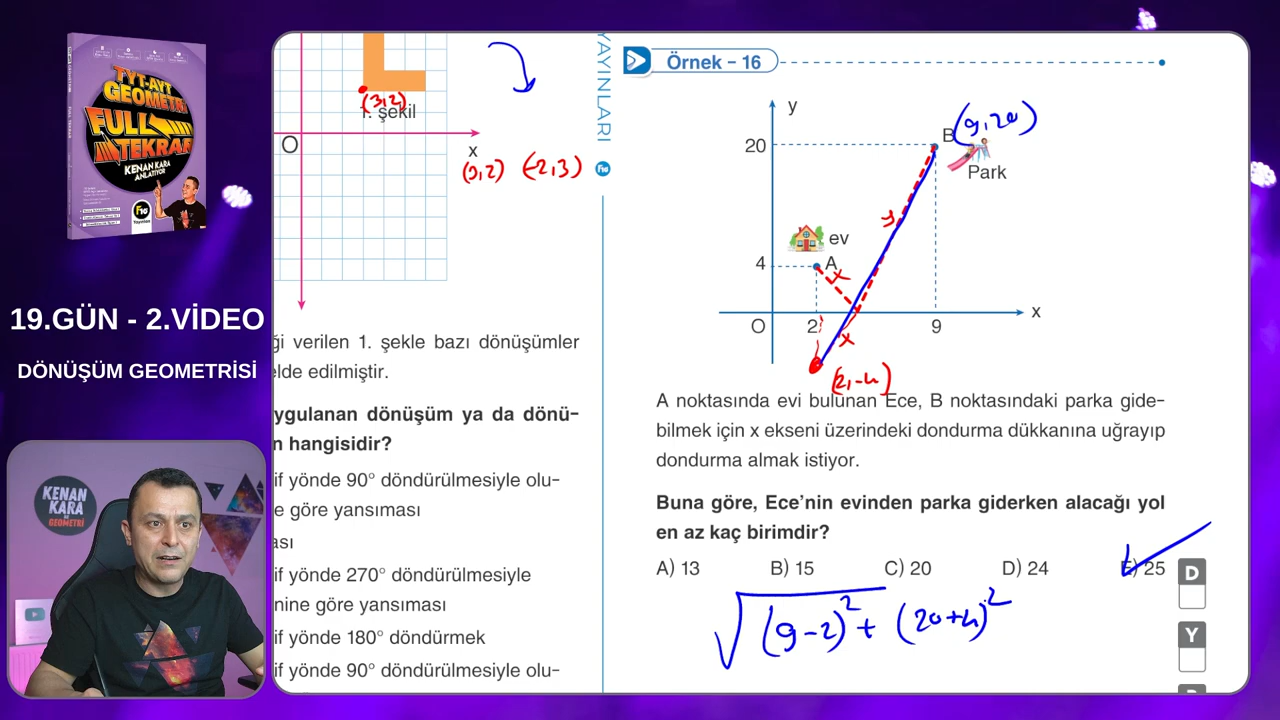 TYT-AYT
GEOMETRİ
FULL
TEKRAR
KENAN KARA
ANLATIYOR
F10
Yayınları
19.GÜN - 2.VİDEO
DÖNÜŞÜM GEOMETRİSİ
KENAN
KARA
GEOMETRİ
(3,2)
1. şekil
O
x
(0,2) (-2,3)
ği verilen 1. şekle bazı dönüşümler
elde edilmiştir.
ygulanan dönüşüm ya da dönü-
n hangisidir?
if yönde 90° döndürülmesiyle olu-
e göre yansıması
ası
if yönde 270° döndürülmesiyle
nine göre yansıması
if yönde 180° döndürmek
if yönde 90° döndürülmesiyle olu-
YAYINLARI
F10
Örnek – 16
y
20
B (9,20)
Park
y
ev
4
A
x
O
2
9
x
x
(2,-4)
A noktasında evi bulunan Ece, B noktasındaki parka gide-
bilmek için x ekseni üzerindeki dondurma dükkanına uğrayıp
dondurma almak istiyor.
Buna göre, Ece'nin evinden parka giderken alacağı yol
en az kaç birimdir?
A) 13 B) 15 C) 20 D) 24 E) 25
√(9-2)² + (20+4)²
D
Y